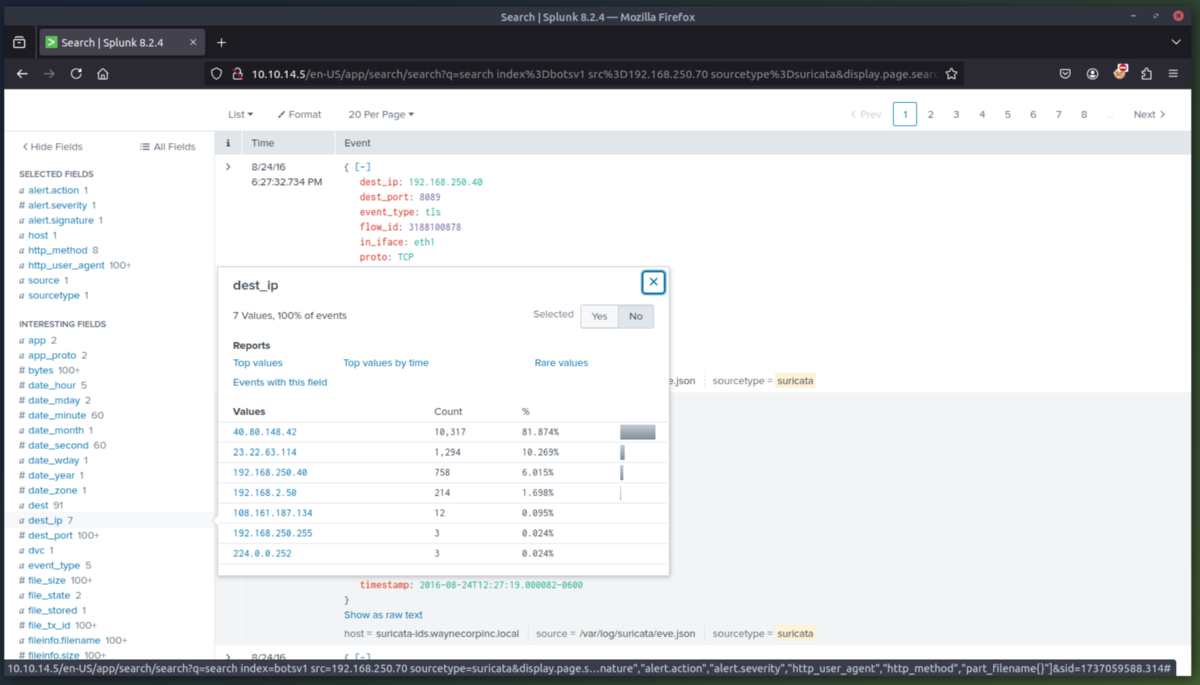 Search | Splunk 8.2.4 — Mozilla Firefox
Search | Splunk 8.2.4
10.10.14.5/en-US/app/search/search?q=search index%3Dbotsv1 src%3D192.168.250.70 sourcetype%3Dsuricata&display.page.searc
List Format 20 Per Page Prev 1 2 3 4 5 6 7 8 ... Next
Hide Fields All Fields
i Time Event
SELECTED FIELDS
a alert.action 1
# alert.severity 1
a alert.signature 1
a host 1
a http_method 8
a http_user_agent 100+
a source 1
a sourcetype 1
INTERESTING FIELDS
a app 2
a app_proto 2
# bytes 100+
# date_hour 5
# date_mday 2
# date_minute 60
a date_month 1
# date_second 60
a date_wday 1
# date_year 1
# date_zone 1
a dest 91
a dest_ip 7
# dest_port 100+
a dvc 1
a event_type 5
# file_size 100+
a file_state 2
a file_stored 1
# file_tx_id 100+
a fileinfo.filename 100+
# fileinfo.size 100+
8/24/16
6:27:32.734 PM
{ [-]
dest_ip: 192.168.250.40
dest_port: 8089
event_type: tls
flow_id: 3188100878
in_iface: eth1
proto: TCP
dest_ip
7 Values, 100% of events Selected Yes No
Reports
Top values Top values by time Rare values
Events with this field
Values Count %
40.80.148.42 10,317 81.874%
23.22.63.114 1,294 10.269%
192.168.250.40 758 6.015%
192.168.2.50 214 1.698%
108.161.187.134 12 0.095%
192.168.250.255 3 0.024%
224.0.0.252 3 0.024%
e.json sourcetype = suricata
timestamp: 2016-08-24T12:27:19.000082-0600
}
Show as raw text
host = suricata-ids.waynecorpinc.local source = /var/log/suricata/eve.json sourcetype = suricata
8/24/16 { [-]
10.10.14.5/en-US/app/search/search?q=search index=botsv1 src=192.168.250.70 sourcetype=suricata&display.page.s...nature","alert.action","alert.severity","http_user_agent","http_method","part_filename{}"]&sid=1737059588.314#